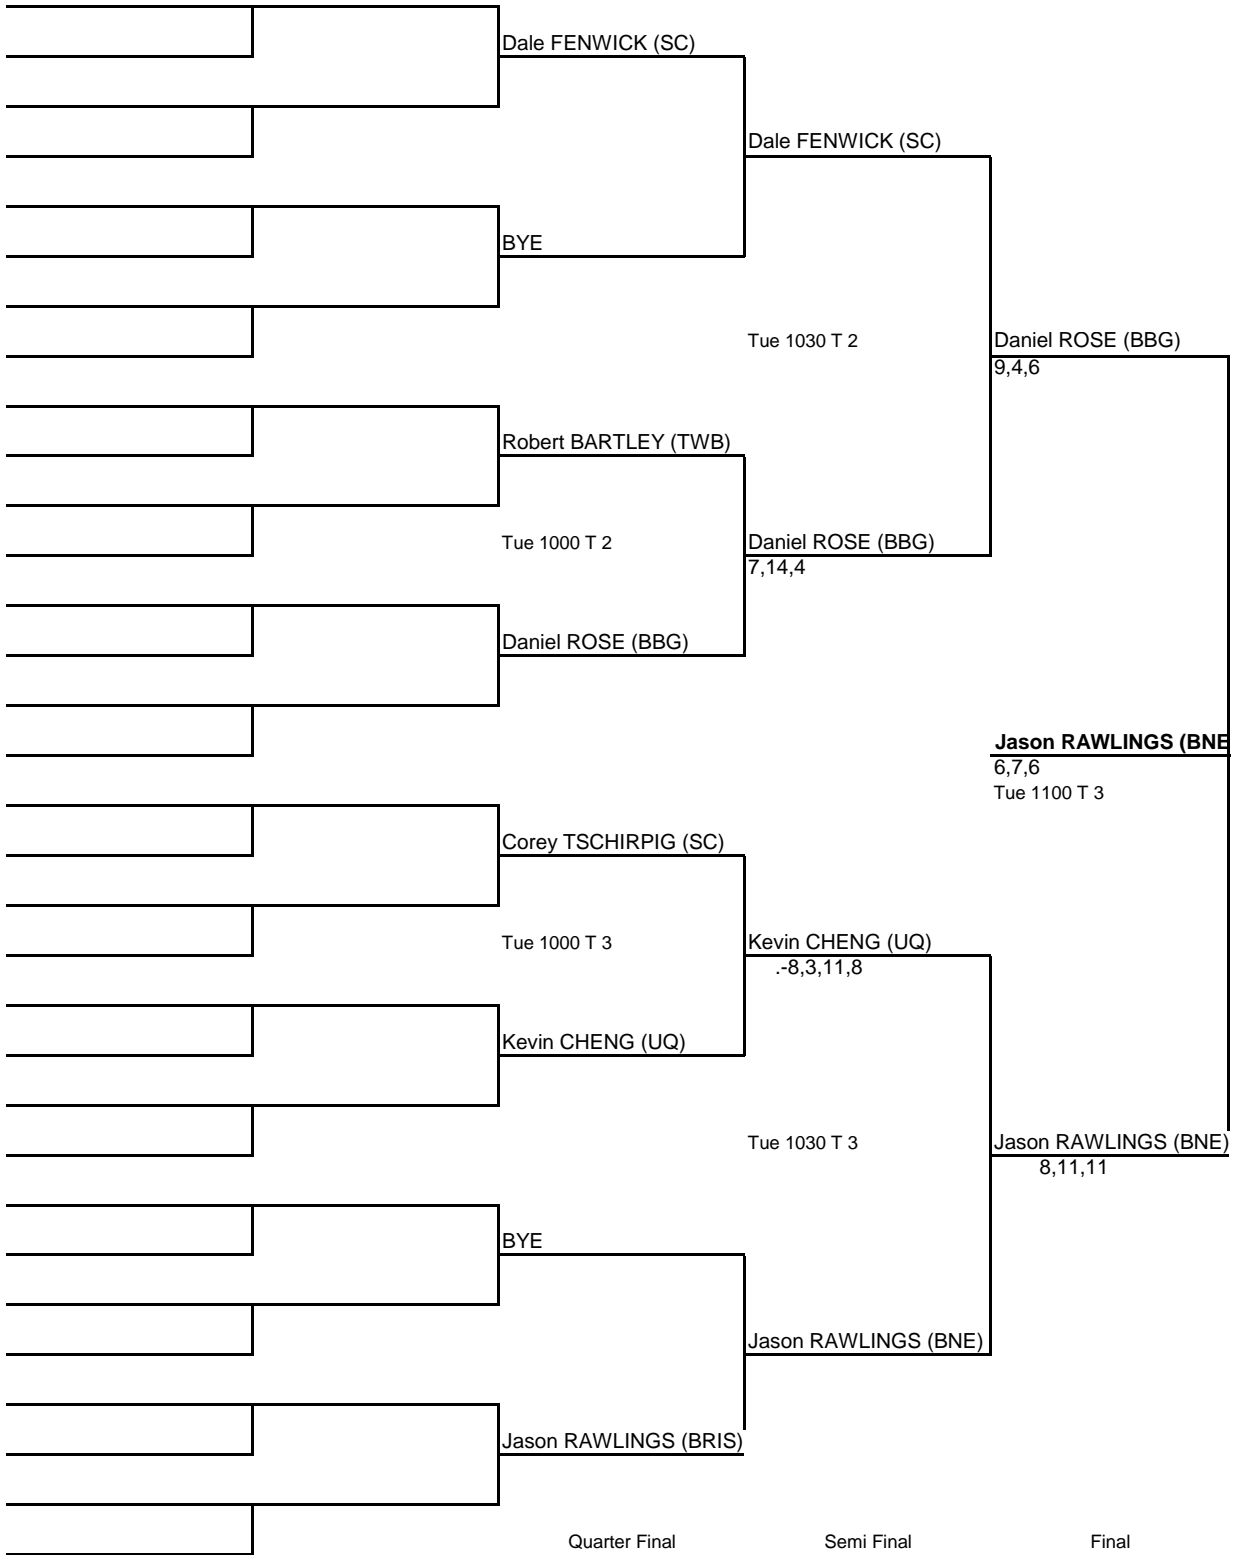 Dale FENWICK (SC)
Dale FENWICK (SC)
BYE
Tue 1030 T 2
Daniel ROSE (BBG)
9,4,6
Robert BARTLEY (TWB)
Tue 1000 T 2
Daniel ROSE (BBG)
7,14,4
Daniel ROSE (BBG)
Jason RAWLINGS (BNE
6,7,6
Tue 1100 T 3
Corey TSCHIRPIG (SC)
Tue 1000 T 3
Kevin CHENG (UQ)
.-8,3,11,8
Kevin CHENG (UQ)
Tue 1030 T 3
Jason RAWLINGS (BNE)
8,11,11
BYE
Jason RAWLINGS (BNE)
Jason RAWLINGS (BRIS)
Quarter Final
Semi Final
Final